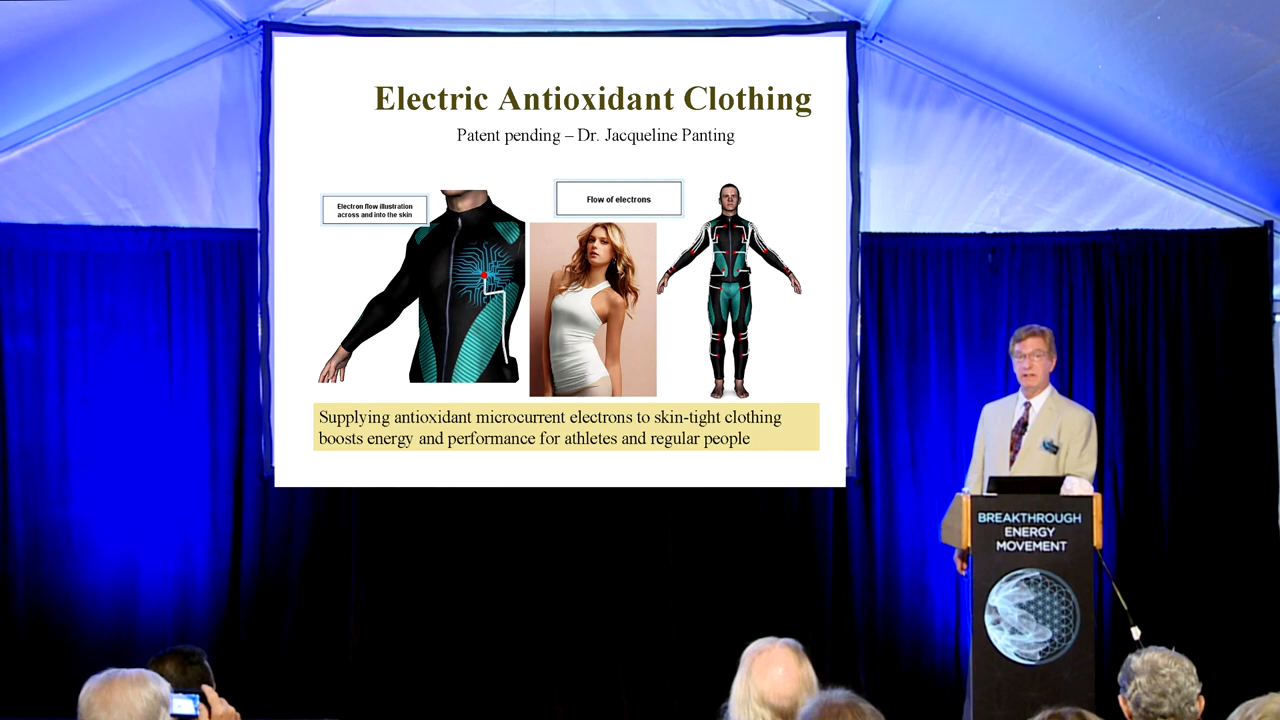 Electric Antioxidant Clothing
Patent pending – Dr. Jacqueline Panting
Electron flow illustration
across and into the skin
Flow of electrons
Supplying antioxidant microcurrent electrons to skin-tight clothing
boosts energy and performance for athletes and regular people
BREAKTHROUGH
ENERGY
MOVEMENT